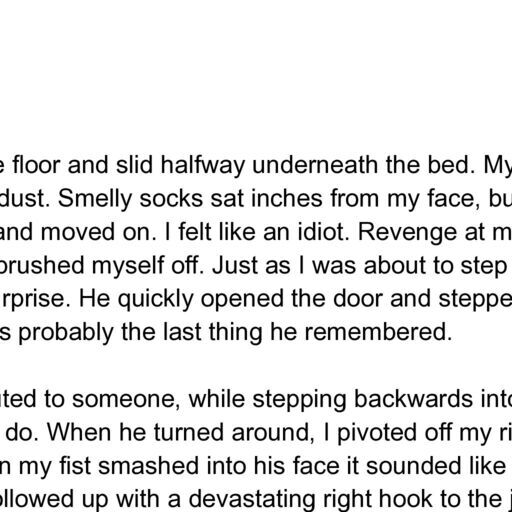 floor and slid halfway underneath the bed. My
dust. Smelly socks sat inches from my face, bu
and moved on. I felt like an idiot. Revenge at m
brushed myself off. Just as I was about to step
rprise. He quickly opened the door and steppe
s probably the last thing he remembered.
ted to someone, while stepping backwards into
do. When he turned around, I pivoted off my ri
n my fist smashed into his face it sounded like
ollowed up with a devastating right hook to the j